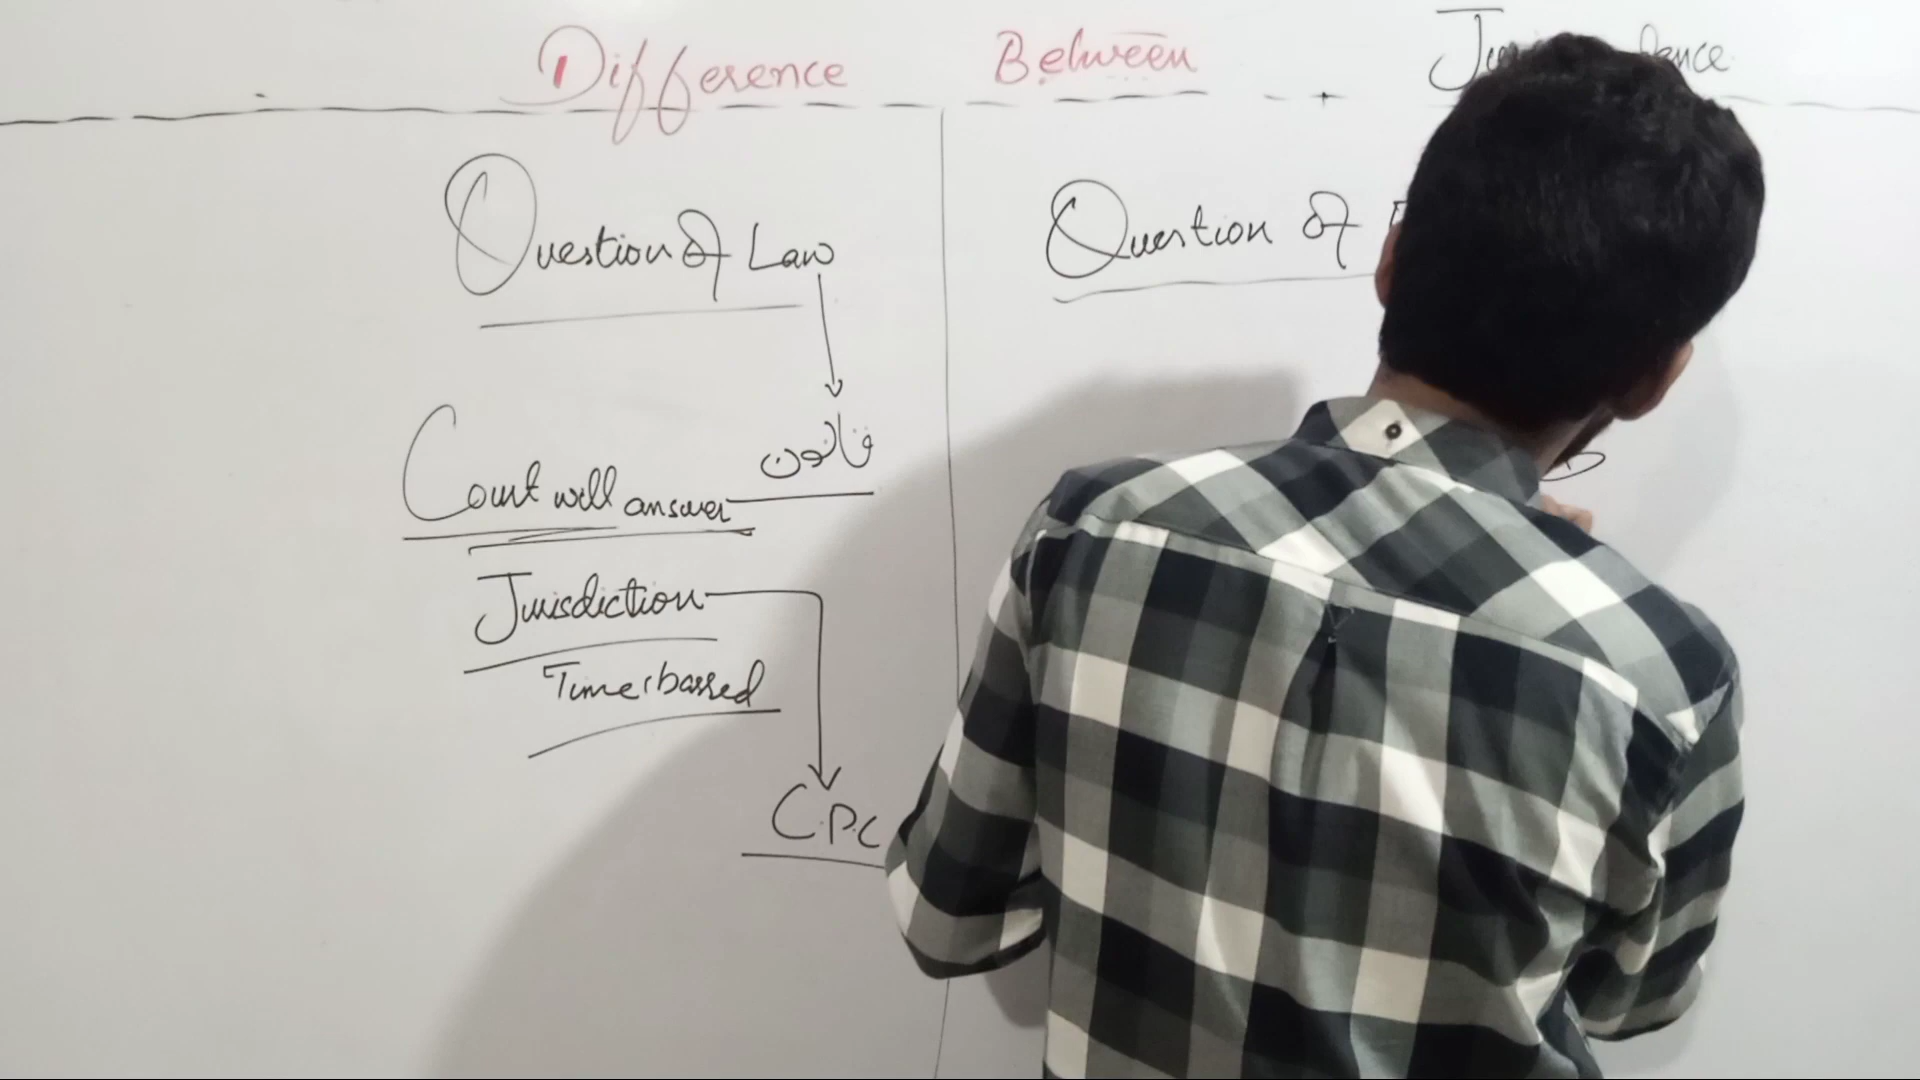 Difference Between
Question of Law
Question of
قانون
Court will answer
Jurisdiction
Time barred
C.P.C